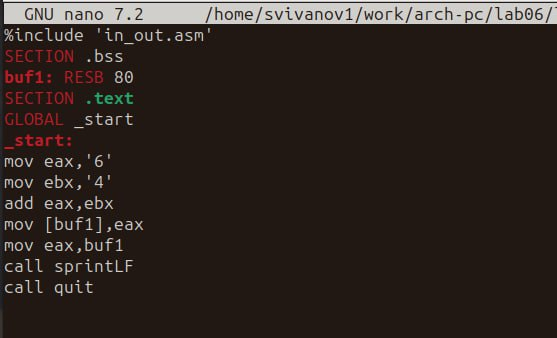 GNU nano 7.2 /home/svivanov1/work/arch-pc/lab06/
%include 'in_out.asm'
SECTION .bss
buf1: RESB 80
SECTION .text
GLOBAL _start
_start:
mov eax,'6'
mov ebx,'4'
add eax,ebx
mov [buf1],eax
mov eax,buf1
call sprintLF
call quit